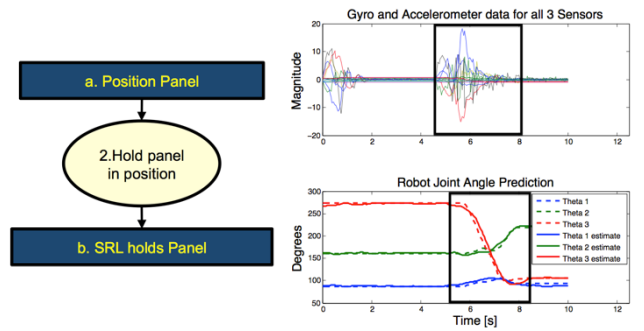 a. Position Panel
2.Hold panel
in position
b. SRL holds Panel
Gyro and Accelerometer data for all 3 Sensors
Magnitude
20
10
0
−10
−20
0 2 4 6 8 10 12
Robot Joint Angle Prediction
Degrees
300
250
200
150
100
50
0 2 4 6 8 10 12
Time [s]
Theta 1
Theta 2
Theta 3
Theta 1 estimate
Theta 2 estimate
Theta 3 estimate